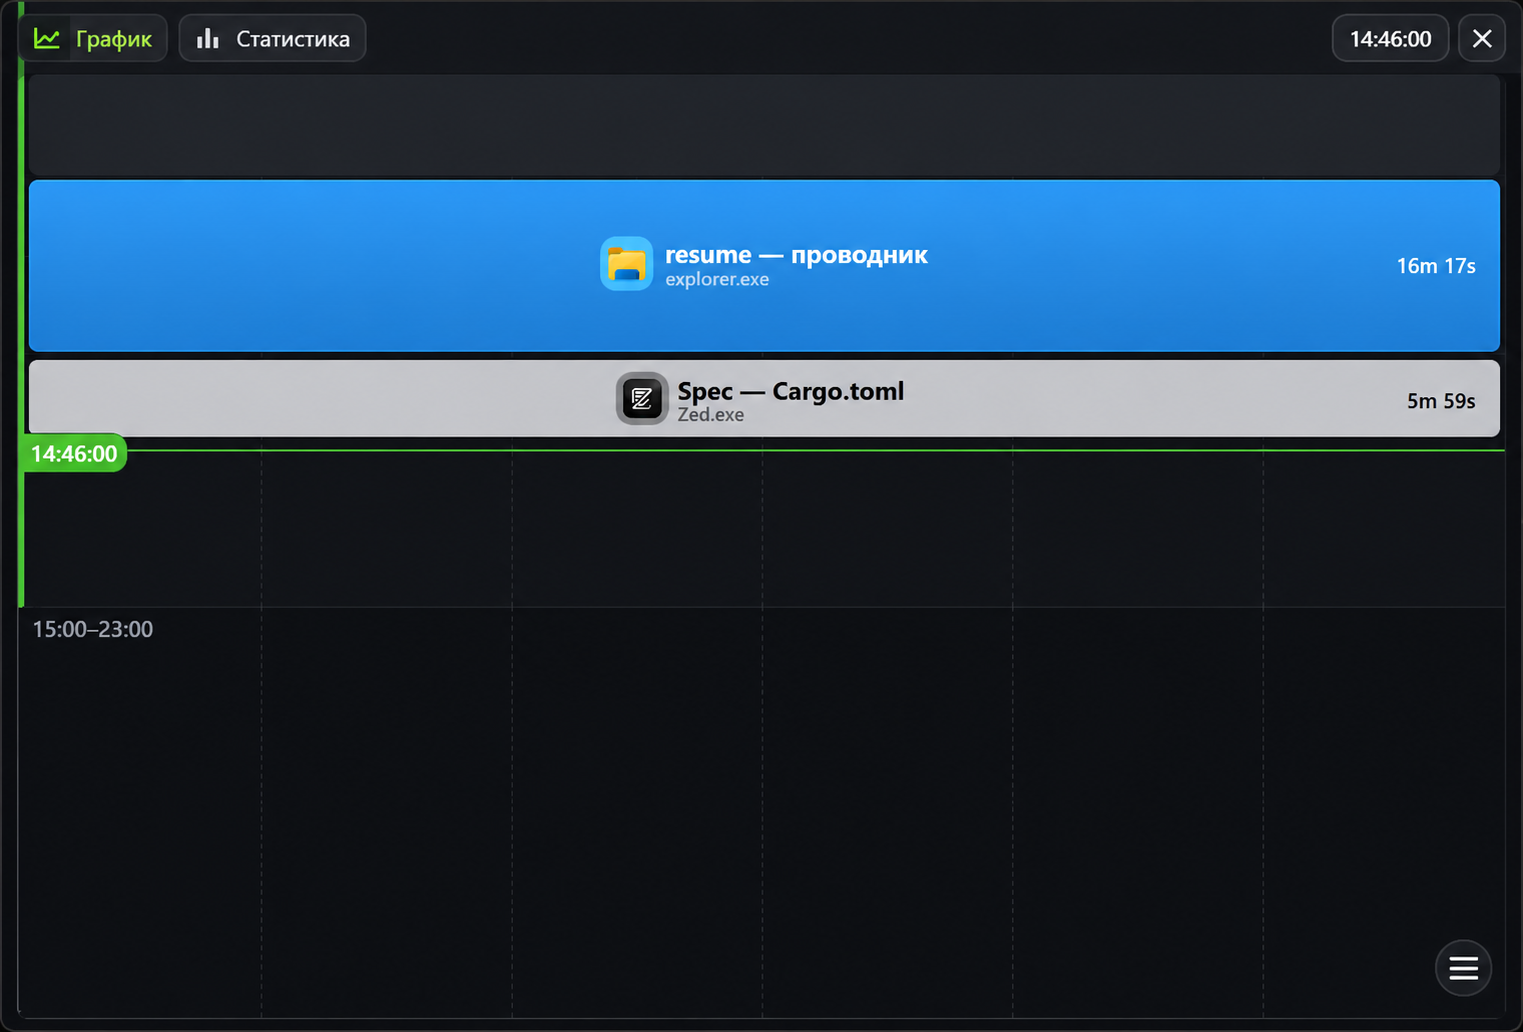 График
Статистика
14:46:00
resume — проводник
explorer.exe
16m 17s
Spec — Cargo.toml
Zed.exe
5m 59s
14:46:00
15:00–23:00